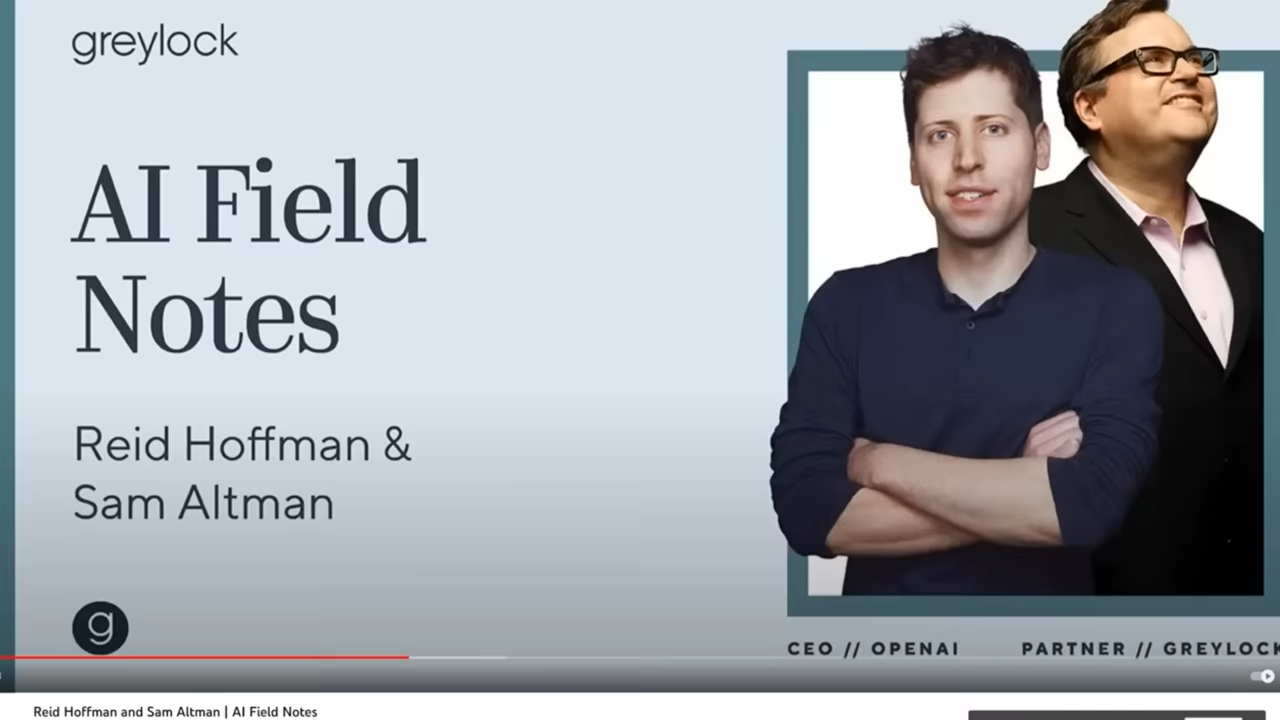 greylock
AI Field
Notes
Reid Hoffman &
Sam Altman
g
CEO // OPENAI
PARTNER // GREYLOCK
Reid Hoffman and Sam Altman | AI Field Notes